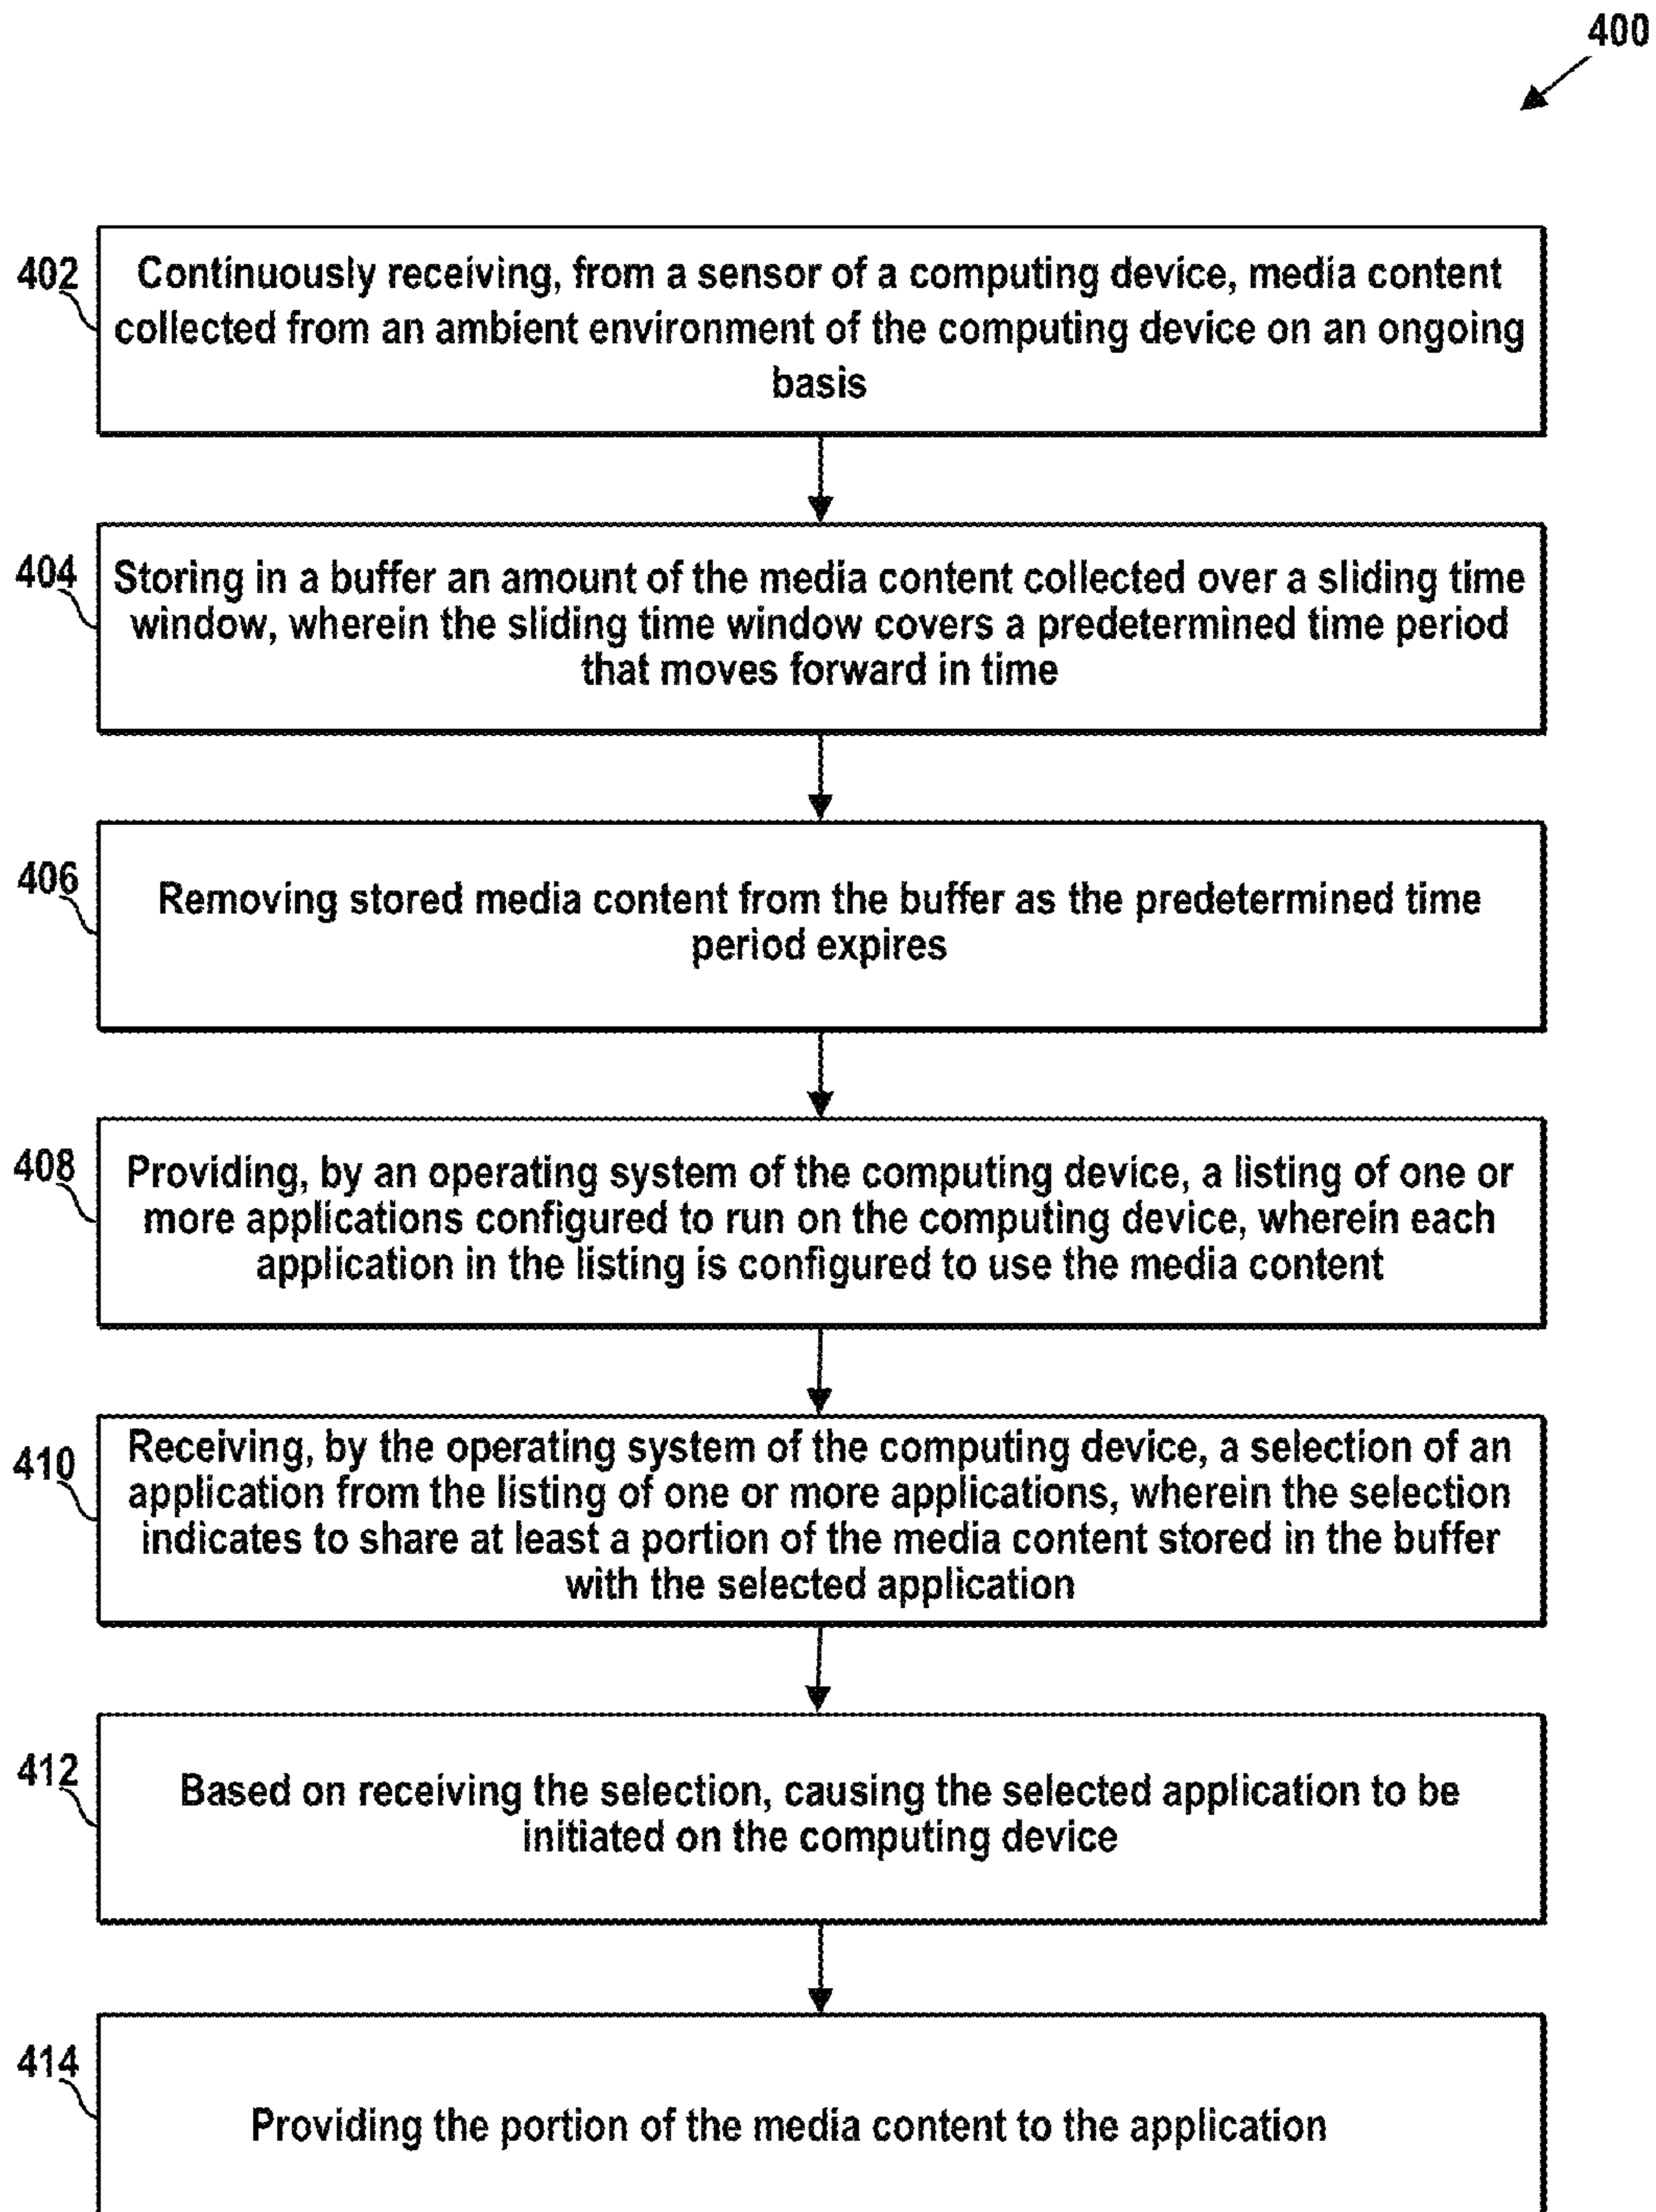 400
402
Continuously receiving, from a sensor of a computing device, media content
collected from an ambient environment of the computing device on an ongoing
basis
404
Storing in a buffer an amount of the media content collected over a sliding time
window, wherein the sliding time window covers a predetermined time period
that moves forward in time
406
Removing stored media content from the buffer as the predetermined time
period expires
408
Providing, by an operating system of the computing device, a listing of one or
more applications configured to run on the computing device, wherein each
application in the listing is configured to use the media content
410
Receiving, by the operating system of the computing device, a selection of an
application from the listing of one or more applications, wherein the selection
indicates to share at least a portion of the media content stored in the buffer
with the selected application
412
Based on receiving the selection, causing the selected application to be
initiated on the computing device
414
Providing the portion of the media content to the application